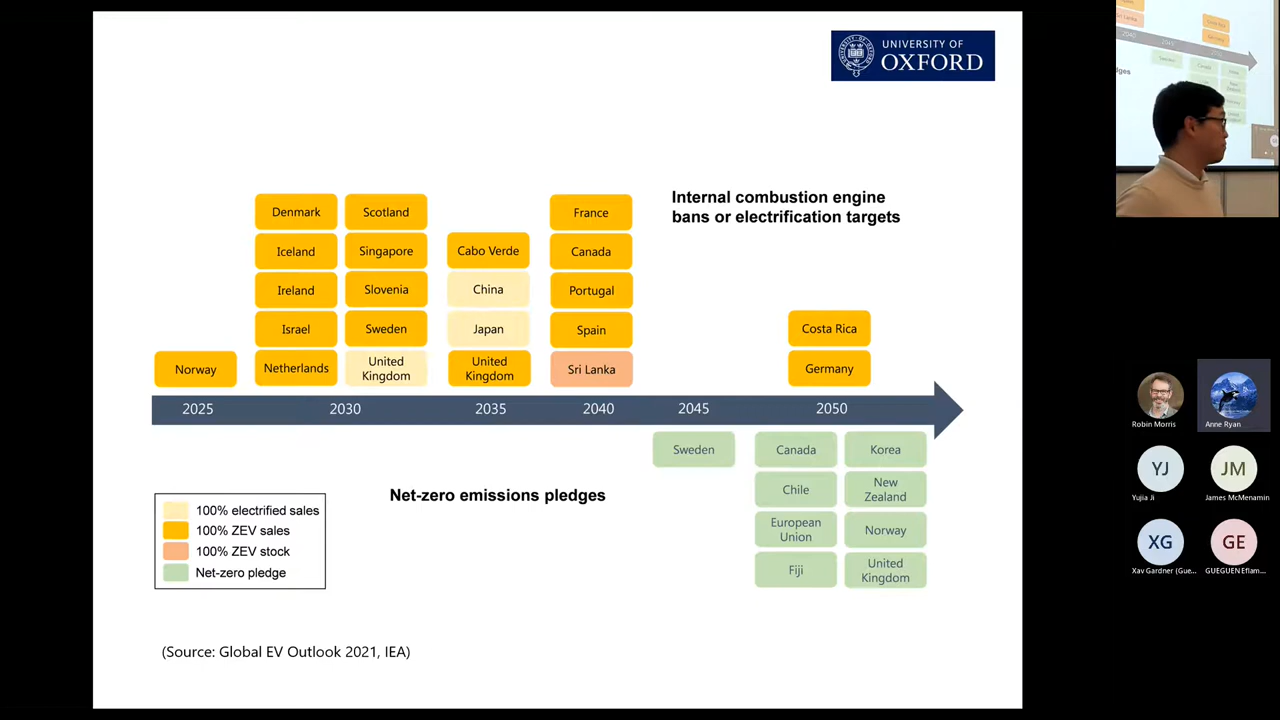 UNIVERSITY OF
OXFORD
Internal combustion engine
bans or electrification targets
Denmark
Scotland
France
Iceland
Singapore
Cabo Verde
Canada
Ireland
Slovenia
China
Portugal
Israel
Sweden
Japan
Spain
Costa Rica
Norway
Netherlands
United
Kingdom
United
Kingdom
Sri Lanka
Germany
2025
2030
2035
2040
2045
2050
Sweden
Canada
Korea
Chile
New
Zealand
European
Union
Norway
Fiji
United
Kingdom
Net-zero emissions pledges
100% electrified sales
100% ZEV sales
100% ZEV stock
Net-zero pledge
(Source: Global EV Outlook 2021, IEA)
Sri Lanka
Robin Morris
Anne Ryan
YJ
Yujia Ji
JM
James McMenamin
XG
Xav Gardner (Gue...
GE
GUEGUEN Eflam...